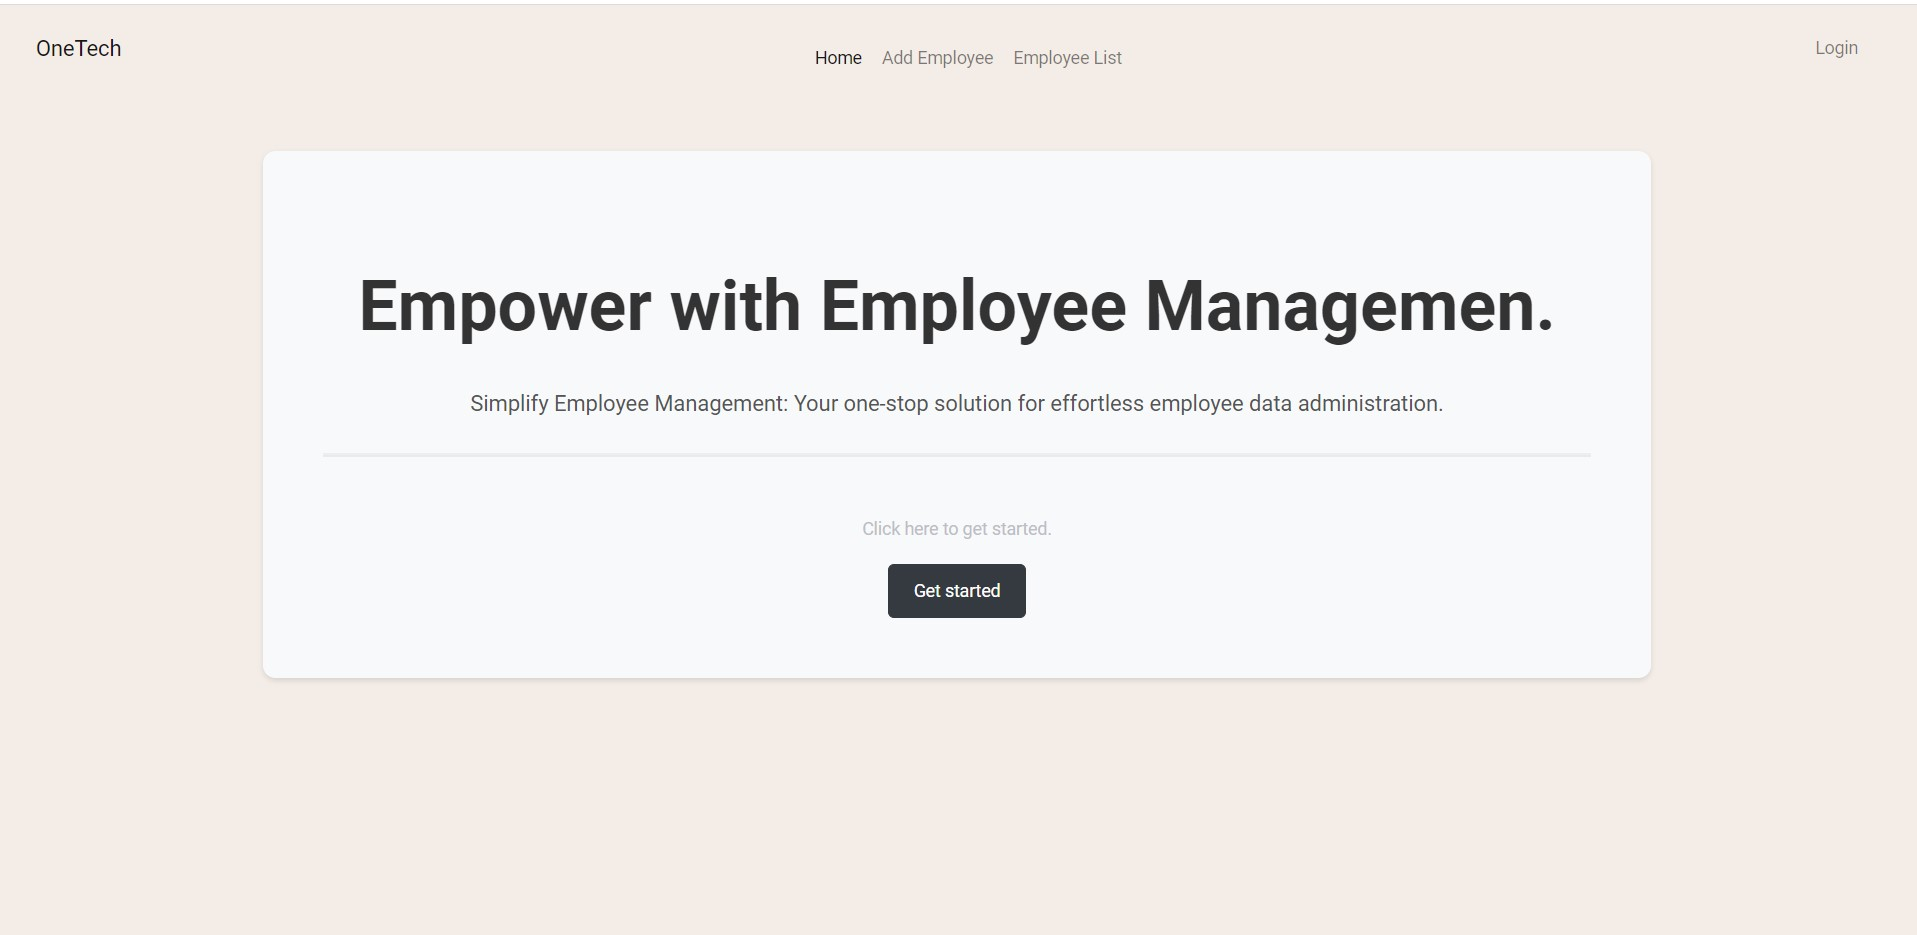 OneTech
Home Add Employee Employee List
Login
Empower with Employee Managemen.
Simplify Employee Management: Your one-stop solution for effortless employee data administration.
Click here to get started.
Get started